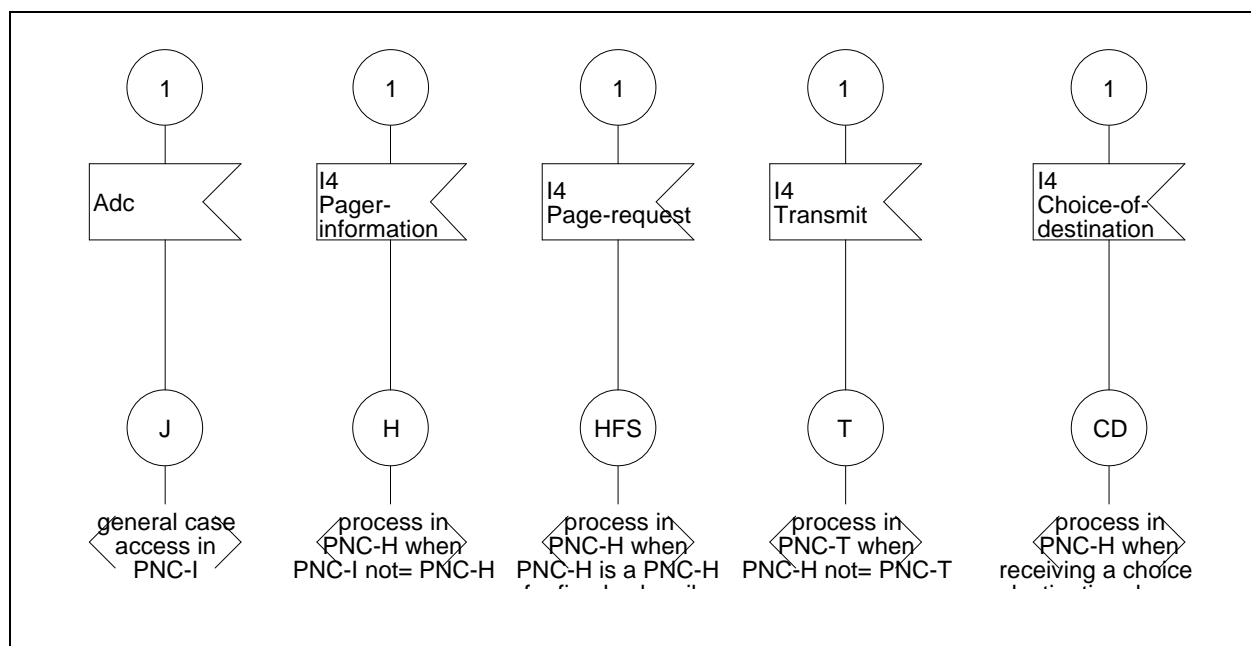 1
1
1
1
1
Adc
I4
Pager-
information
I4
Page-request
I4
Transmit
I4
Choice-of-
destination
J
H
HFS
T
CD
general case
access in
PNC-I
process in
PNC-H when
PNC-I not= PNC-H
process in
PNC-H when
PNC-H is a PNC-H
process in
PNC-T when
PNC-H not= PNC-T
process in
PNC-H when
receiving a choice